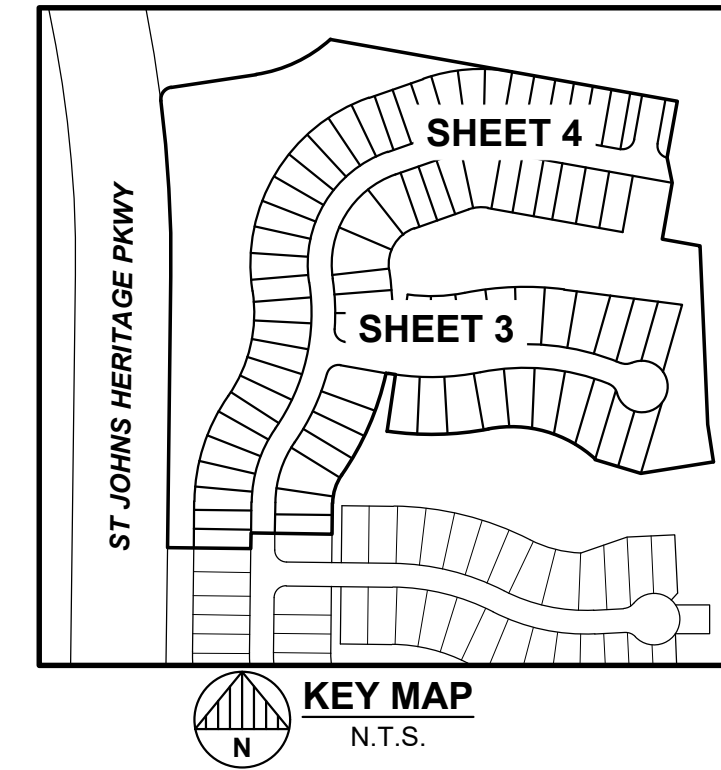 SHEET 4
ST JOHNS HERITAGE PKWY
SHEET 3
KEY MAP
N.T.S.
N